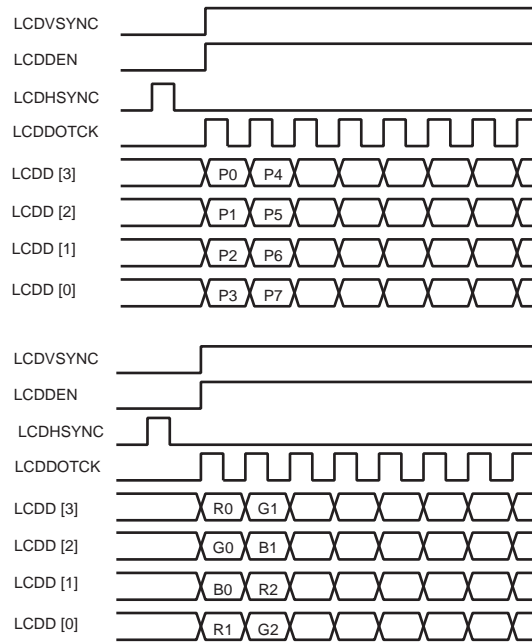 LCDVSYNC
LCDDEN
LCDHSYNC
LCDDOTCK
LCDD [3] P0 P4
LCDD [2] P1 P5
LCDD [1] P2 P6
LCDD [0] P3 P7
LCDVSYNC
LCDDEN
LCDHSYNC
LCDDOTCK
LCDD [3] R0 G1
LCDD [2] G0 B1
LCDD [1] B0 R2
LCDD [0] R1 G2